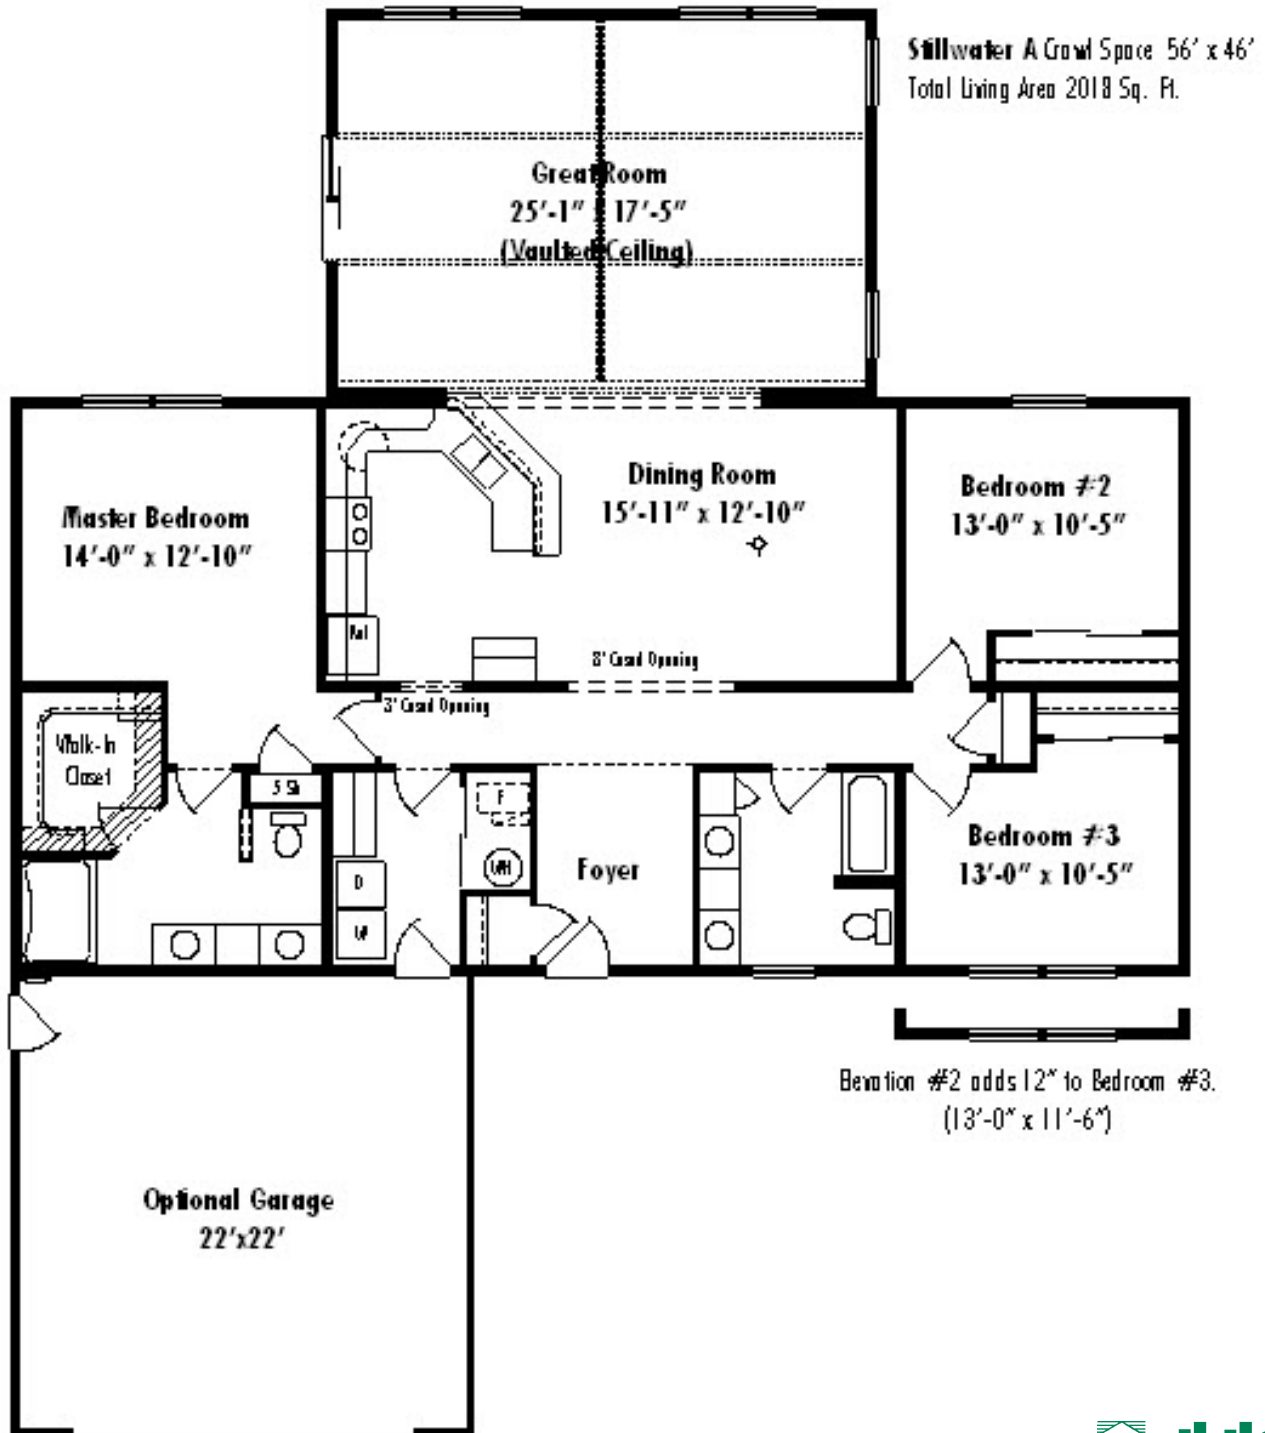 Stillwater A Crawl Space 56' x 46'
Total Living Area 2018 Sq. Ft.
Great Room
25'-1" x 17'-5"
(Vaulted Ceiling)
Master Bedroom
14'-0" x 12'-10"
Dining Room
15'-11" x 12'-10"
Bedroom #2
13'-0" x 10'-5"
Ref
8' Cased Opening
3' Cased Opening
Walk-In
Closet
5 Sh
F
WH
D
W
Foyer
Bedroom #3
13'-0" x 10'-5"
Elevation #2 adds 12" to Bedroom #3.
(13'-0" x 11'-6")
Optional Garage
22'x22'